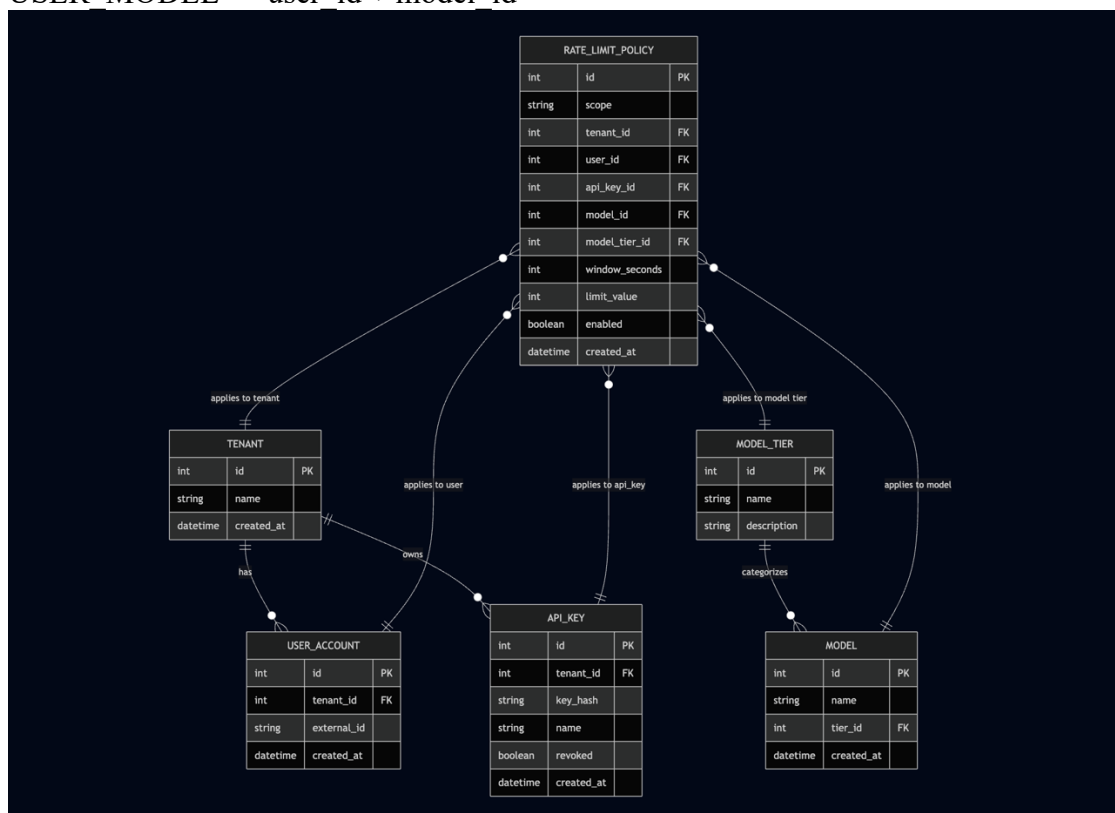 USER_MODEL user_id + model_id
RATE_LIMIT_POLICY
int id PK
string scope
int tenant_id FK
int user_id FK
int api_key_id FK
int model_id FK
int model_tier_id FK
int window_seconds
int limit_value
boolean enabled
datetime created_at
applies to tenant
applies to model tier
TENANT
int id PK
string name
datetime created_at
MODEL_TIER
int id PK
string name
string description
applies to user
applies to api_key
applies to model
owns
has
categorizes
API_KEY
int id PK
int tenant_id FK
string key_hash
string name
boolean revoked
datetime created_at
USER_ACCOUNT
int id PK
int tenant_id FK
string external_id
datetime created_at
MODEL
int id PK
string name
int tier_id FK
datetime created_at